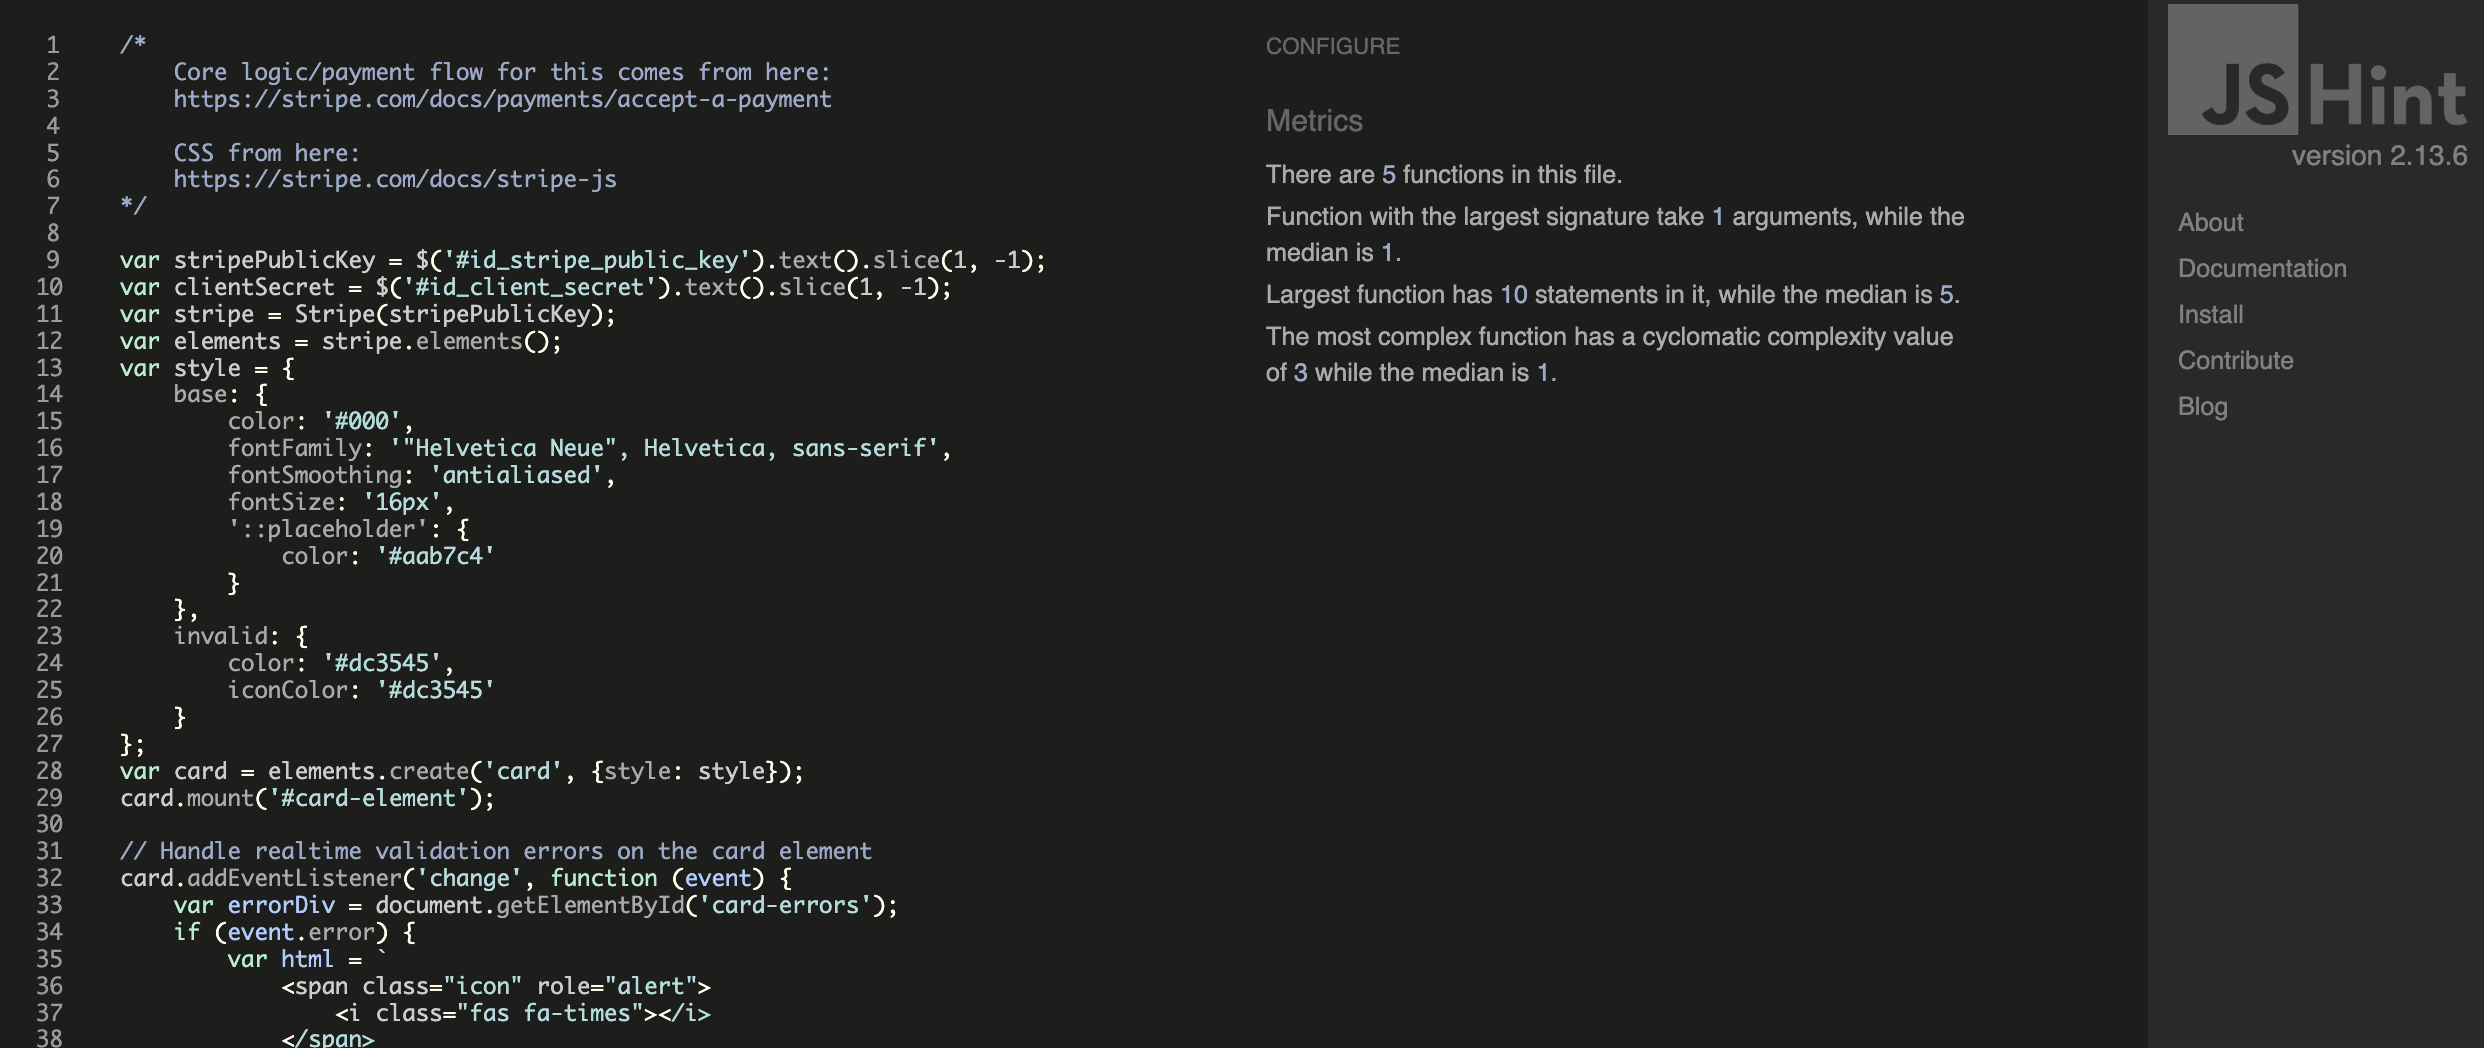 1 /*
2 Core logic/payment flow for this comes from here:
3 https://stripe.com/docs/payments/accept-a-payment
4
5 CSS from here:
6 https://stripe.com/docs/stripe-js
7 */
8
9 var stripePublicKey = $('#id_stripe_public_key').text().slice(1, -1);
10 var clientSecret = $('#id_client_secret').text().slice(1, -1);
11 var stripe = Stripe(stripePublicKey);
12 var elements = stripe.elements();
13 var style = {
14 base: {
15 color: '#000',
16 fontFamily: '"Helvetica Neue", Helvetica, sans-serif',
17 fontSmoothing: 'antialiased',
18 fontSize: '16px',
19 '::placeholder': {
20 color: '#aab7c4'
21 }
22 },
23 invalid: {
24 color: '#dc3545',
25 iconColor: '#dc3545'
26 }
27 };
28 var card = elements.create('card', {style: style});
29 card.mount('#card-element');
30
31 // Handle realtime validation errors on the card element
32 card.addEventListener('change', function (event) {
33 var errorDiv = document.getElementById('card-errors');
34 if (event.error) {
35 var html = `
36 <span class="icon" role="alert">
37 <i class="fas fa-times"></i>
38 </span>
CONFIGURE
Metrics
There are 5 functions in this file.
Function with the largest signature take 1 arguments, while the
median is 1.
Largest function has 10 statements in it, while the median is 5.
The most complex function has a cyclomatic complexity value
of 3 while the median is 1.
JSHint
version 2.13.6
About
Documentation
Install
Contribute
Blog